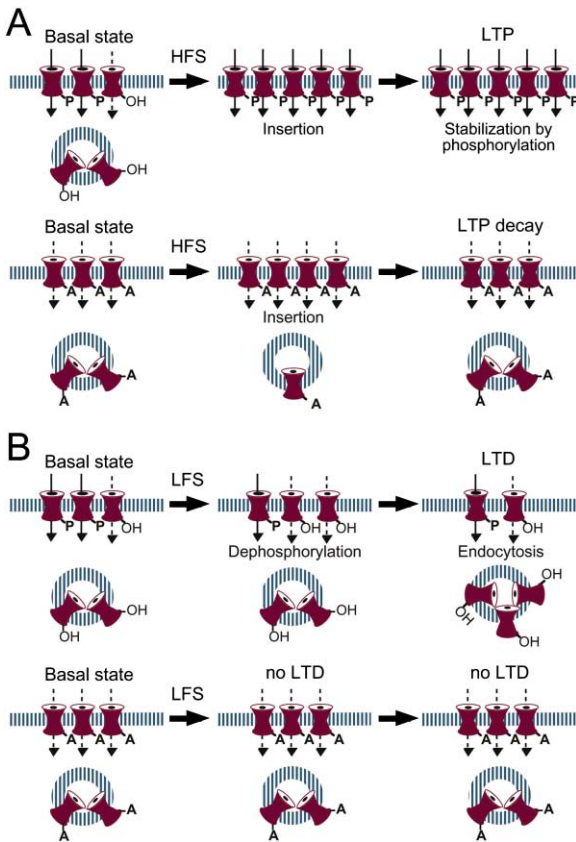 A
Basal state
HFS
LTP
P P OH
P P P P P
P P P P P
Insertion
Stabilization by
phosphorylation
OH
OH
Basal state
HFS
LTP decay
A A A
A A A A
A A A
Insertion
A
A
A
A
A
B
Basal state
LFS
LTD
P P OH
P OH OH
P OH
Dephosphorylation
Endocytosis
OH
OH
OH
OH
OH
OH
OH
Basal state
LFS
no LTD
no LTD
A A A
A A A
A A A
A
A
A
A
A
A